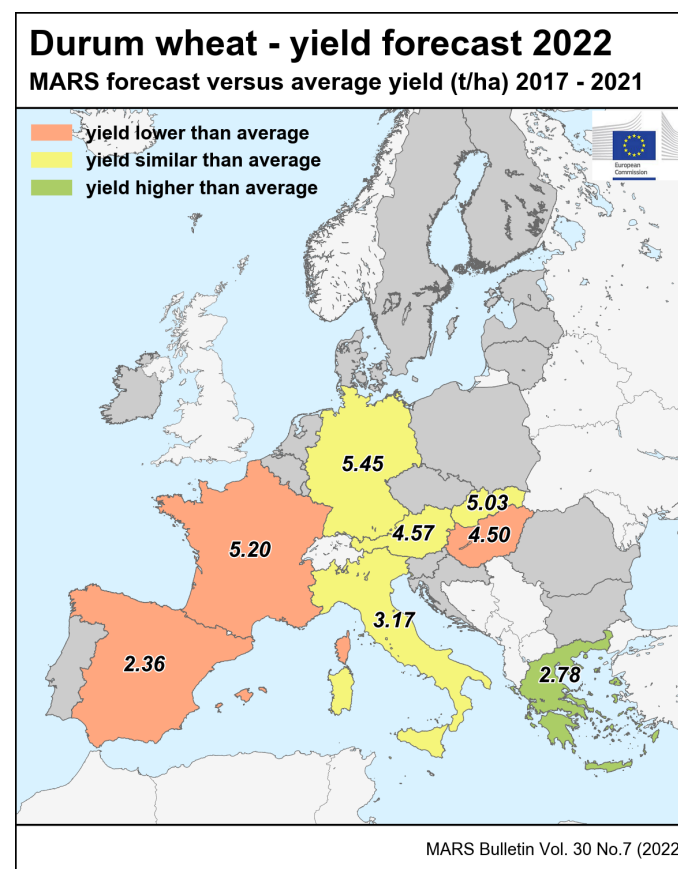 Durum wheat - yield forecast 2022
MARS forecast versus average yield (t/ha) 2017 - 2021
yield lower than average
yield similar than average
yield higher than average
European
Commission
5.45
5.03
4.57
4.50
5.20
3.17
2.36
2.78
MARS Bulletin Vol. 30 No.7 (2022